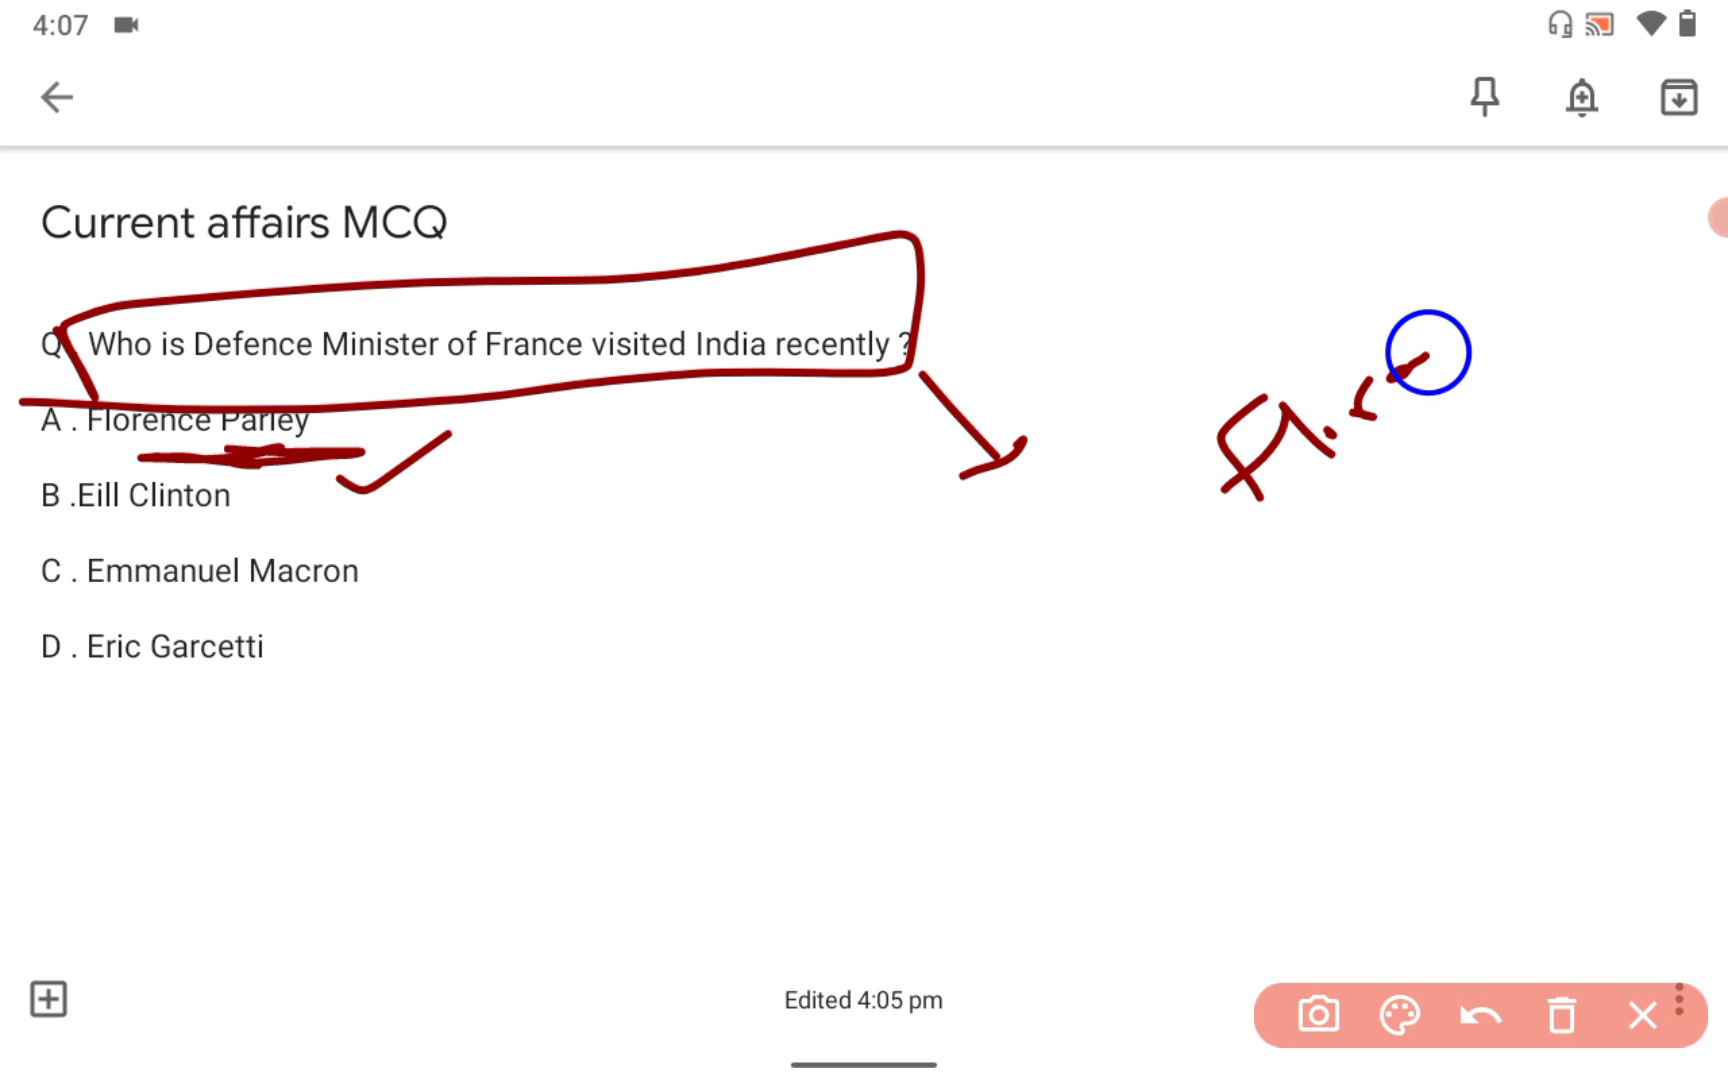 4:07
Current affairs MCQ
Q. Who is Defence Minister of France visited India recently ?
A . Florence Parley
B .Eill Clinton
C . Emmanuel Macron
D . Eric Garcetti
Edited 4:05 pm